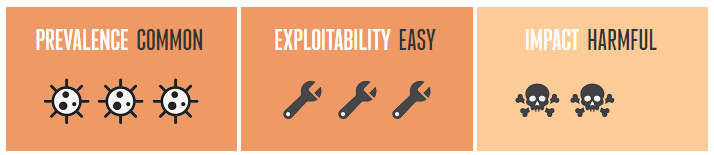 PREVALENCE COMMON
EXPLOITABILITY EASY
IMPACT HARMFUL